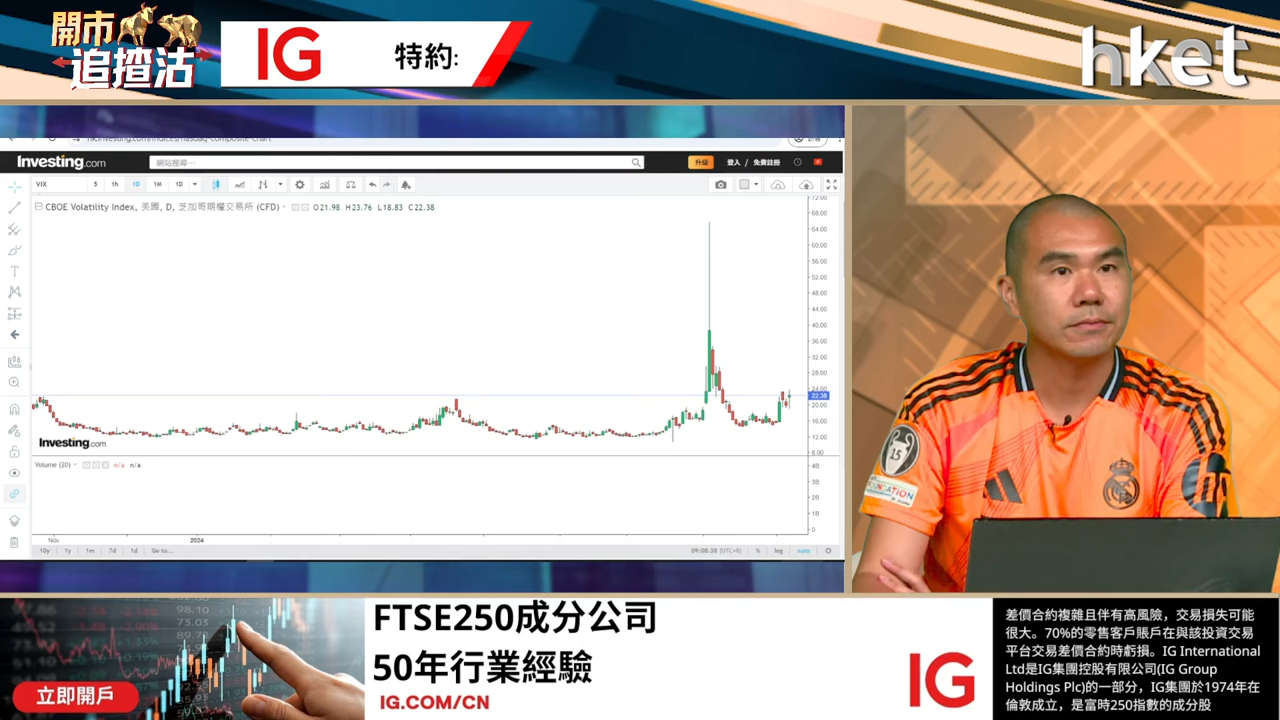 開市
追揸沽
IG
特約:
hket
Investing.com
網站搜尋…
升級
登入 / 免費註冊
VIX
5
1h
1D
1M
1D
CBOE Volatility Index, 美國, D, 芝加哥期權交易所 (CFD)
O21.98 H23.76 L18.83 C22.38
72.00
68.00
64.00
60.00
56.00
52.00
48.00
44.00
40.00
36.00
32.00
28.00
24.00
22.38
20.00
16.00
12.00
8.00
Investing.com
Volume (20)
n/a n/a
4B
3B
2B
1B
0
Nov
2024
10y
1y
1m
7d
1d
Go to...
09:08:38 (UTC+8)
%
log
auto
15
FOUNDATION
98.10
73.03
立即開戶
FTSE250成分公司
50年行業經驗
IG.COM/CN
IG
差價合約複雜且伴有高風險，交易損失可能
很大。70%的零售客戶賬戶在與該投資交易
平台交易差價合約時虧損。IG International
Ltd是IG集團控股有限公司(IG Group
Holdings Plc)的一部分，IG集團於1974年在
倫敦成立，是富時250指數的成分股